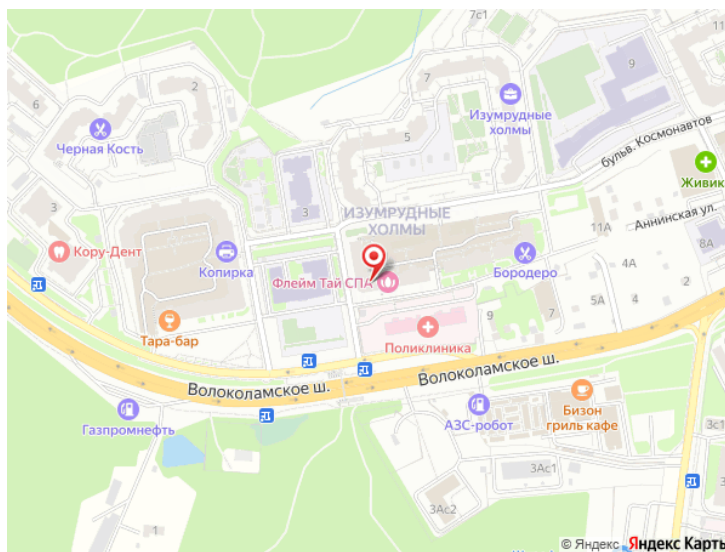 7с1
11
6
2
7
9
Изумрудные
холмы
Черная Кость
5
бульв. Космонавтов
Живик
3
3
ИЗУМРУДНЫЕ
ХОЛМЫ
Аннинская ул.
11А
8А
Кору-Дент
Копирка
Бородеро
4А
2
Флейм Тай СПА
5А
9
7
Тара-бар
Поликлиника
Волоколамское ш.
Волоколамское ш.
Газпромнефть
АЗС-робот
Бизон
гриль кафе
3с1
3Ас1
3Ас2
1
© Яндекс Яндекс Карты